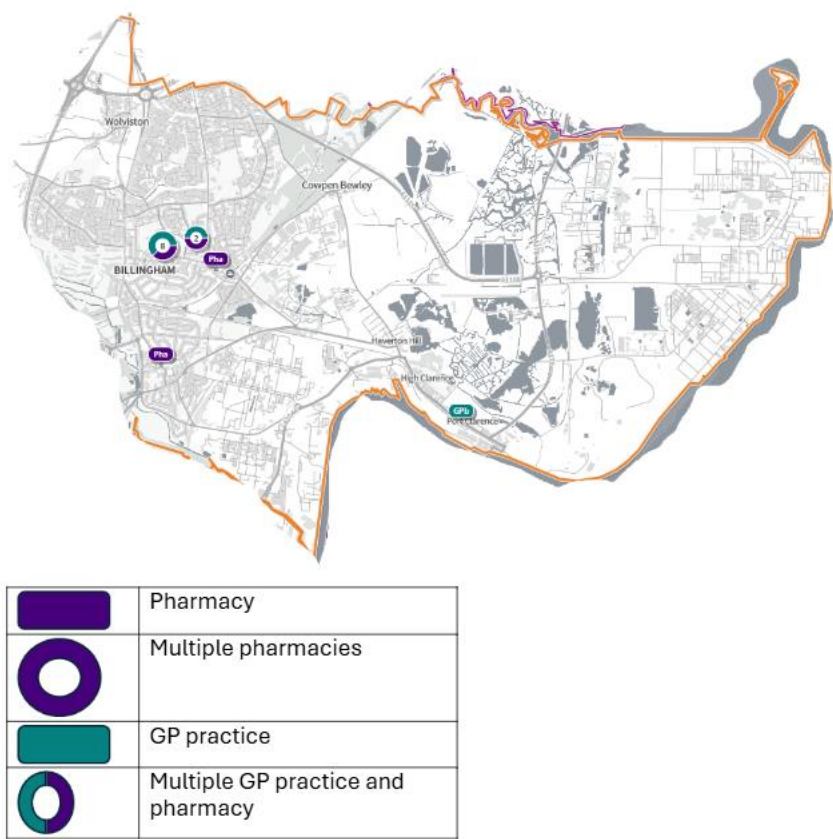 Wolviston
Cowpen Bewley
2
Pha
BILLINGHAM
Haverton Hill
Pha
High Clarence
GPb
Port Clarence
Pharmacy
Multiple pharmacies
GP practice
Multiple GP practice and
pharmacy